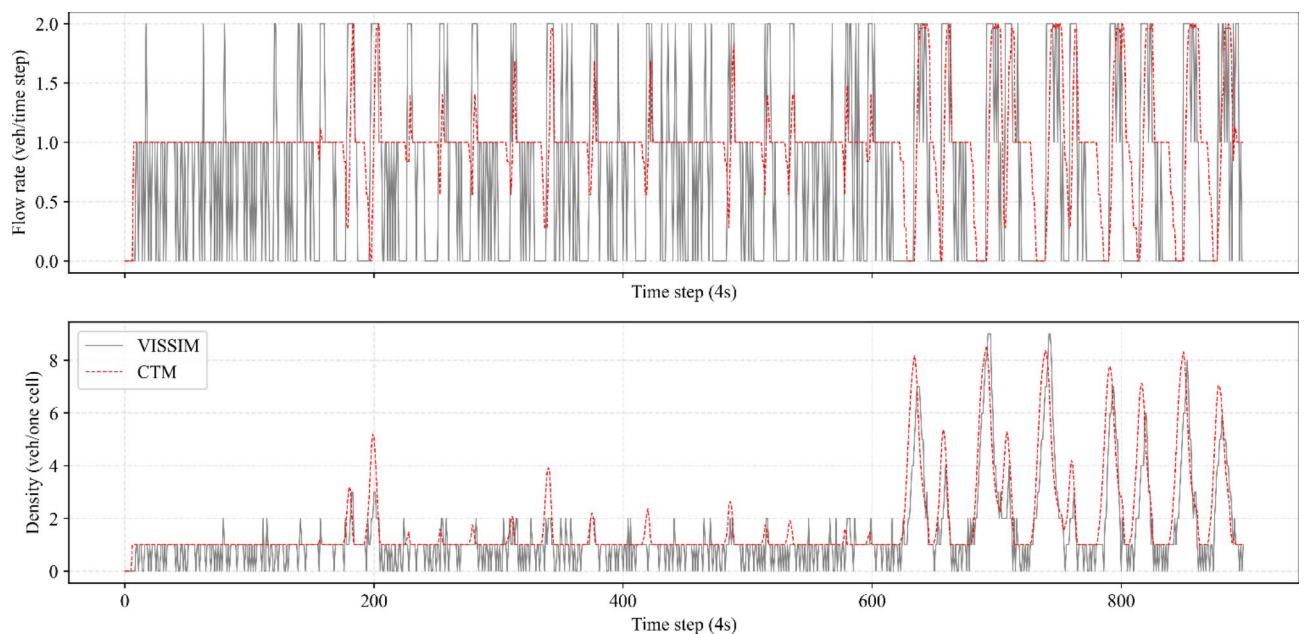 Flow rate (veh/time step)
2.0
1.5
1.0
0.5
0.0
Time step (4s)
Density (veh/one cell)
VISSIM
CTM
8
6
4
2
0
0 200 400 600 800
Time step (4s)